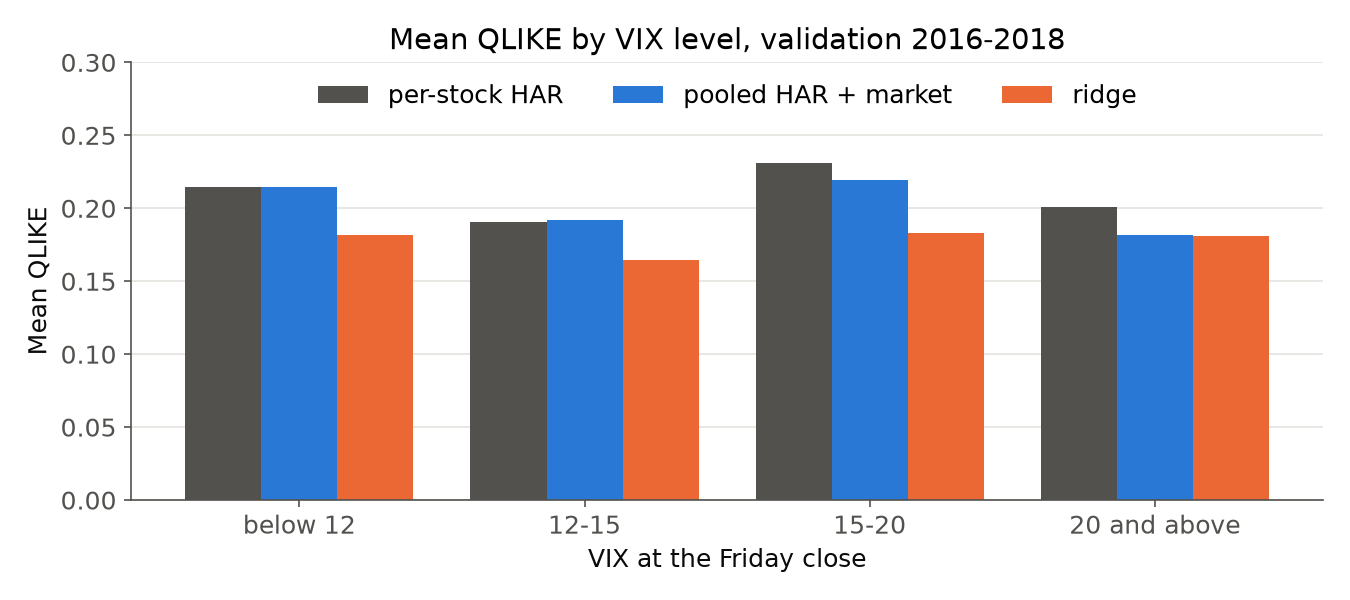 Mean QLIKE by VIX level, validation 2016-2018
per-stock HAR
pooled HAR + market
ridge
Mean QLIKE
0.30
0.25
0.20
0.15
0.10
0.05
0.00
below 12
12-15
15-20
20 and above
VIX at the Friday close